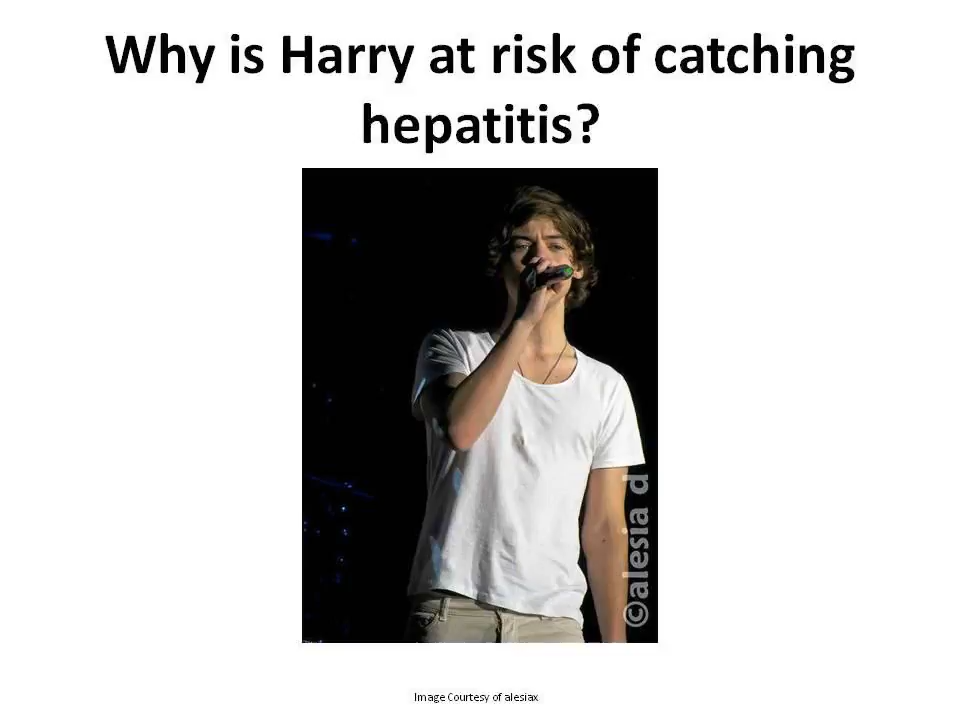 Why is Harry at risk of catching
hepatitis?
©alesia d
Image Courtesy of alesiax